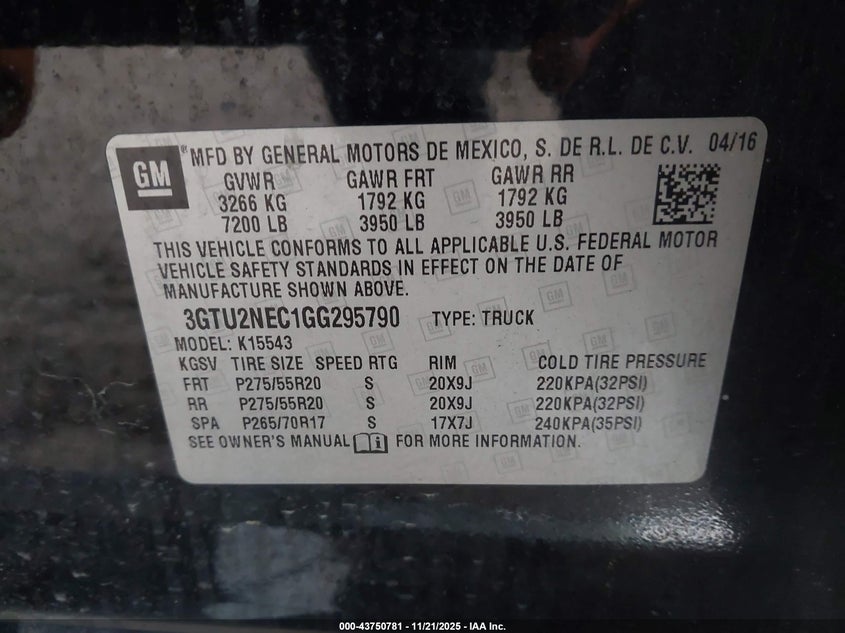 GM
®MFD BY GENERAL MOTORS DE MEXICO, S. DE R.L. DE C.V. 04/16
GVWR GAWR FRT GAWR RR
3266 KG 1792 KG 1792 KG
7200 LB 3950 LB 3950 LB
THIS VEHICLE CONFORMS TO ALL APPLICABLE U.S. FEDERAL MOTOR
VEHICLE SAFETY STANDARDS IN EFFECT ON THE DATE OF
MANUFACTURE SHOWN ABOVE.
3GTU2NEC1GG295790 TYPE: TRUCK
MODEL: K15543
KGSV TIRE SIZE SPEED RTG RIM COLD TIRE PRESSURE
FRT P275/55R20 S 20X9J 220KPA(32PSI)
RR P275/55R20 S 20X9J 220KPA(32PSI)
SPA P265/70R17 S 17X7J 240KPA(35PSI)
SEE OWNER'S MANUAL FOR MORE INFORMATION.
000-43750781 - 11/21/2025 - IAA Inc.